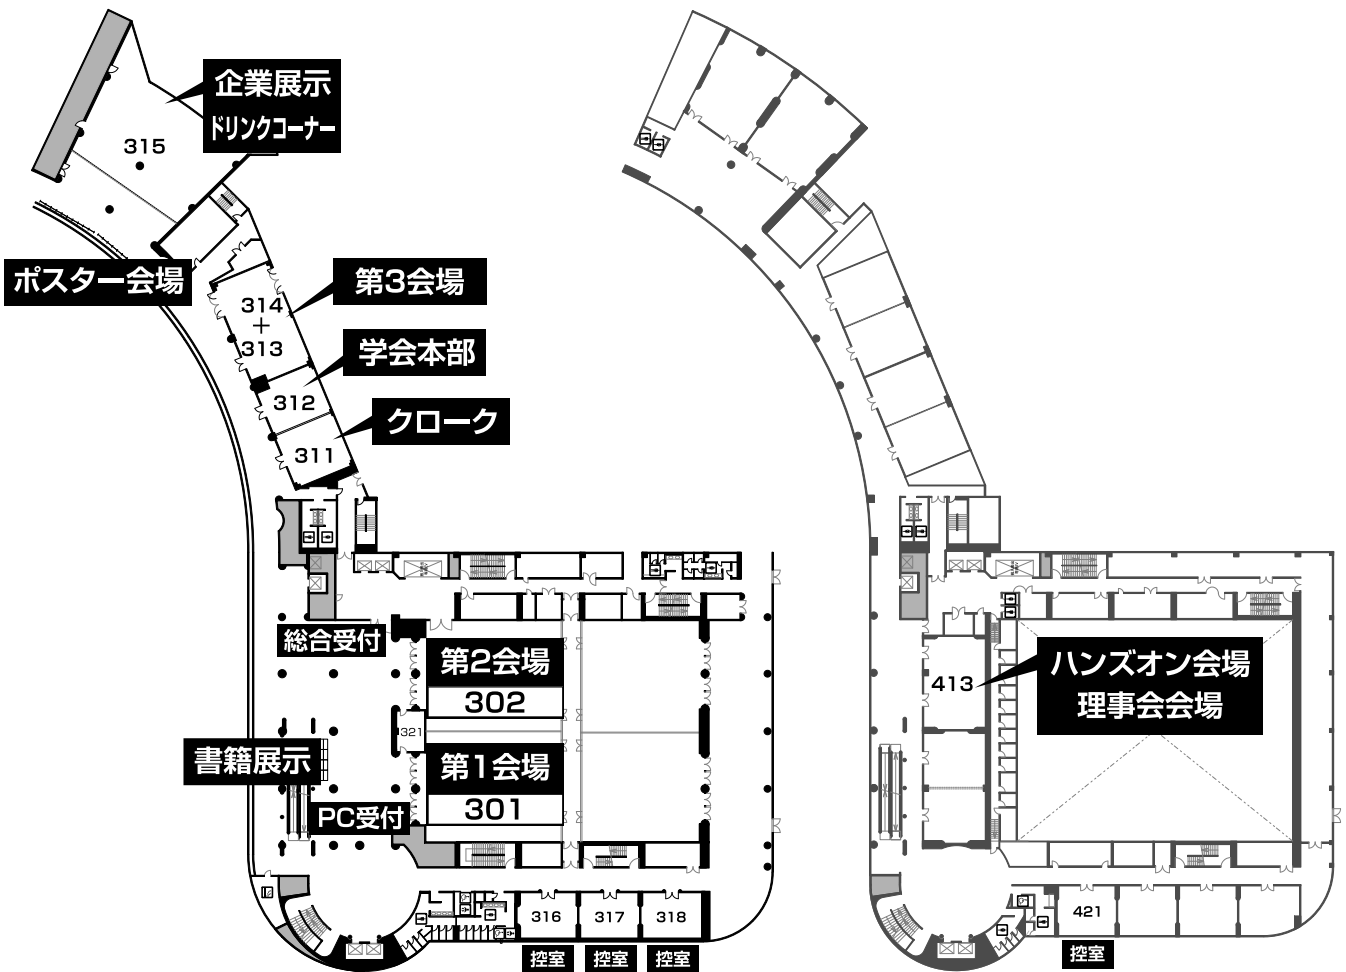 企業展示
ドリンクコーナー
315
ポスター会場
第3会場
314
+
313
学会本部
312
クローク
311
総合受付
第2会場
302
321
書籍展示
第1会場
301
PC受付
316
317
318
控室
控室
控室
413
ハンズオン会場
理事会会場
421
控室